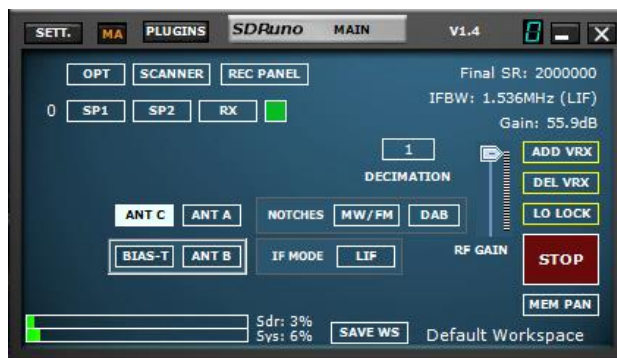 SETT. MA PLUGINS SDRuno MAIN V1.4 0
OPT SCANNER REC PANEL Final SR: 2000000
IFBW: 1.536MHz (LIF)
0 SP1 SP2 RX
Gain: 55.9dB
1 ADD VRX
DECIMATION DEL VRX
ANT C ANT A NOTCHES MW/FM DAB LO LOCK
BIAS-T ANT B IF MODE LIF RF GAIN STOP
MEM PAN
Sdr: 3%
Sys: 6% SAVE WS Default Workspace